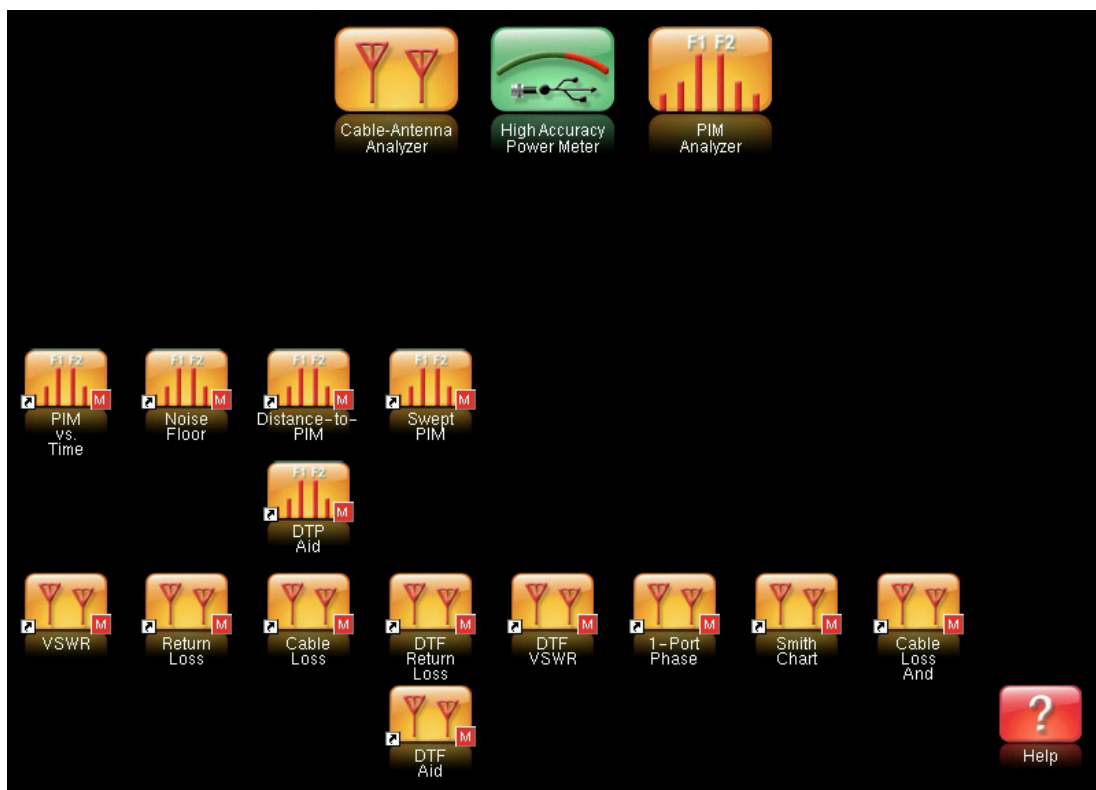 Cable-Antenna
Analyzer
High Accuracy
Power Meter
F1 F2
PIM
Analyzer
F1 F2
M
PIM
vs.
Time
F1 F2
M
Noise
Floor
F1 F2
M
Distance-to-
PIM
F1 F2
M
Swept
PIM
F1 F2
M
DTP
Aid
M
VSWR
M
Return
Loss
M
Cable
Loss
M
DTF
Return
Loss
M
DTF
VSWR
M
1-Port
Phase
M
Smith
Chart
M
Cable
Loss
And
M
DTF
Aid
?
Help